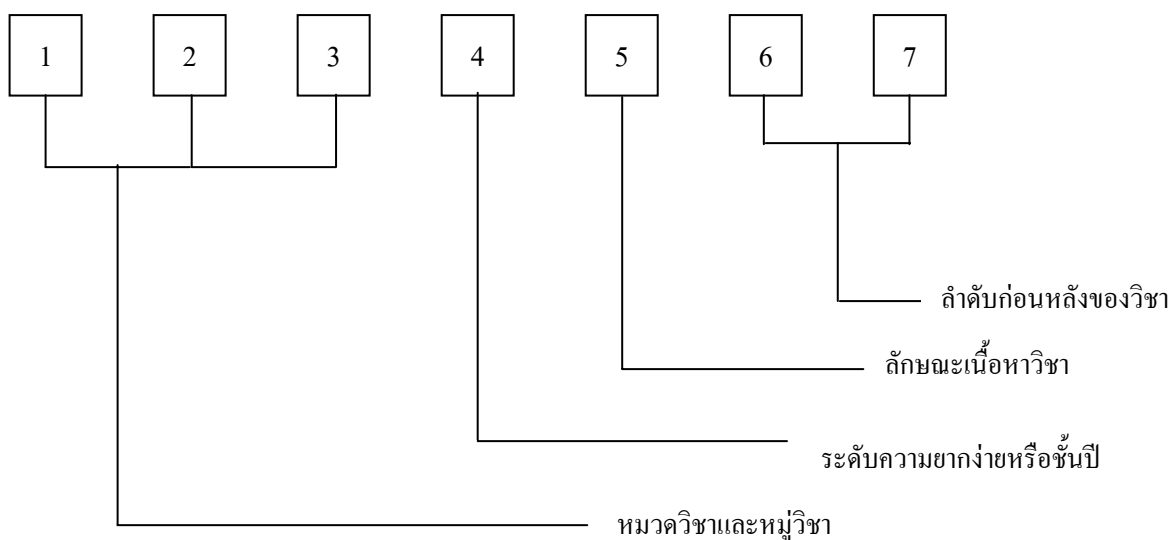 1 2 3 4 5 6 7
ลำดับก่อนหลังของวิชา
ลักษณะเนื้อหาวิชา
ระดับความยากง่ายหรือชั้นปี
หมวดวิชาและหมู่วิชา